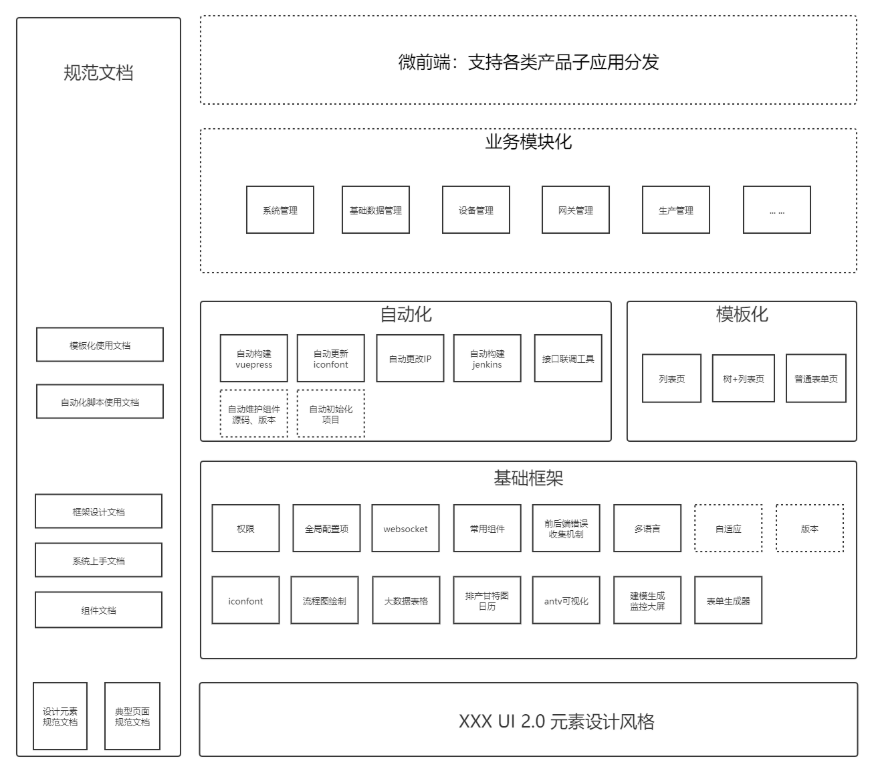 规范文档
模板化使用文档
自动化脚本使用文档
框架设计文档
系统上手文档
组件文档
设计元素
规范文档
典型页面
规范文档
微前端：支持各类产品子应用分发
业务模块化
系统管理
基础数据管理
设备管理
网关管理
生产管理
... ...
自动化
自动构建
vuepress
自动更新
iconfont
自动更改IP
自动构建
jenkins
接口联调工具
自动维护组件
源码、版本
自动初始化
项目
模板化
列表页
树+列表页
普通表单页
基础框架
权限
全局配置项
websocket
常用组件
前后端错误
收集机制
多语言
自适应
版本
iconfont
流程图绘制
大数据表格
排产甘特图
日历
antv可视化
建模生成
监控大屏
表单生成器
XXX UI 2.0 元素设计风格